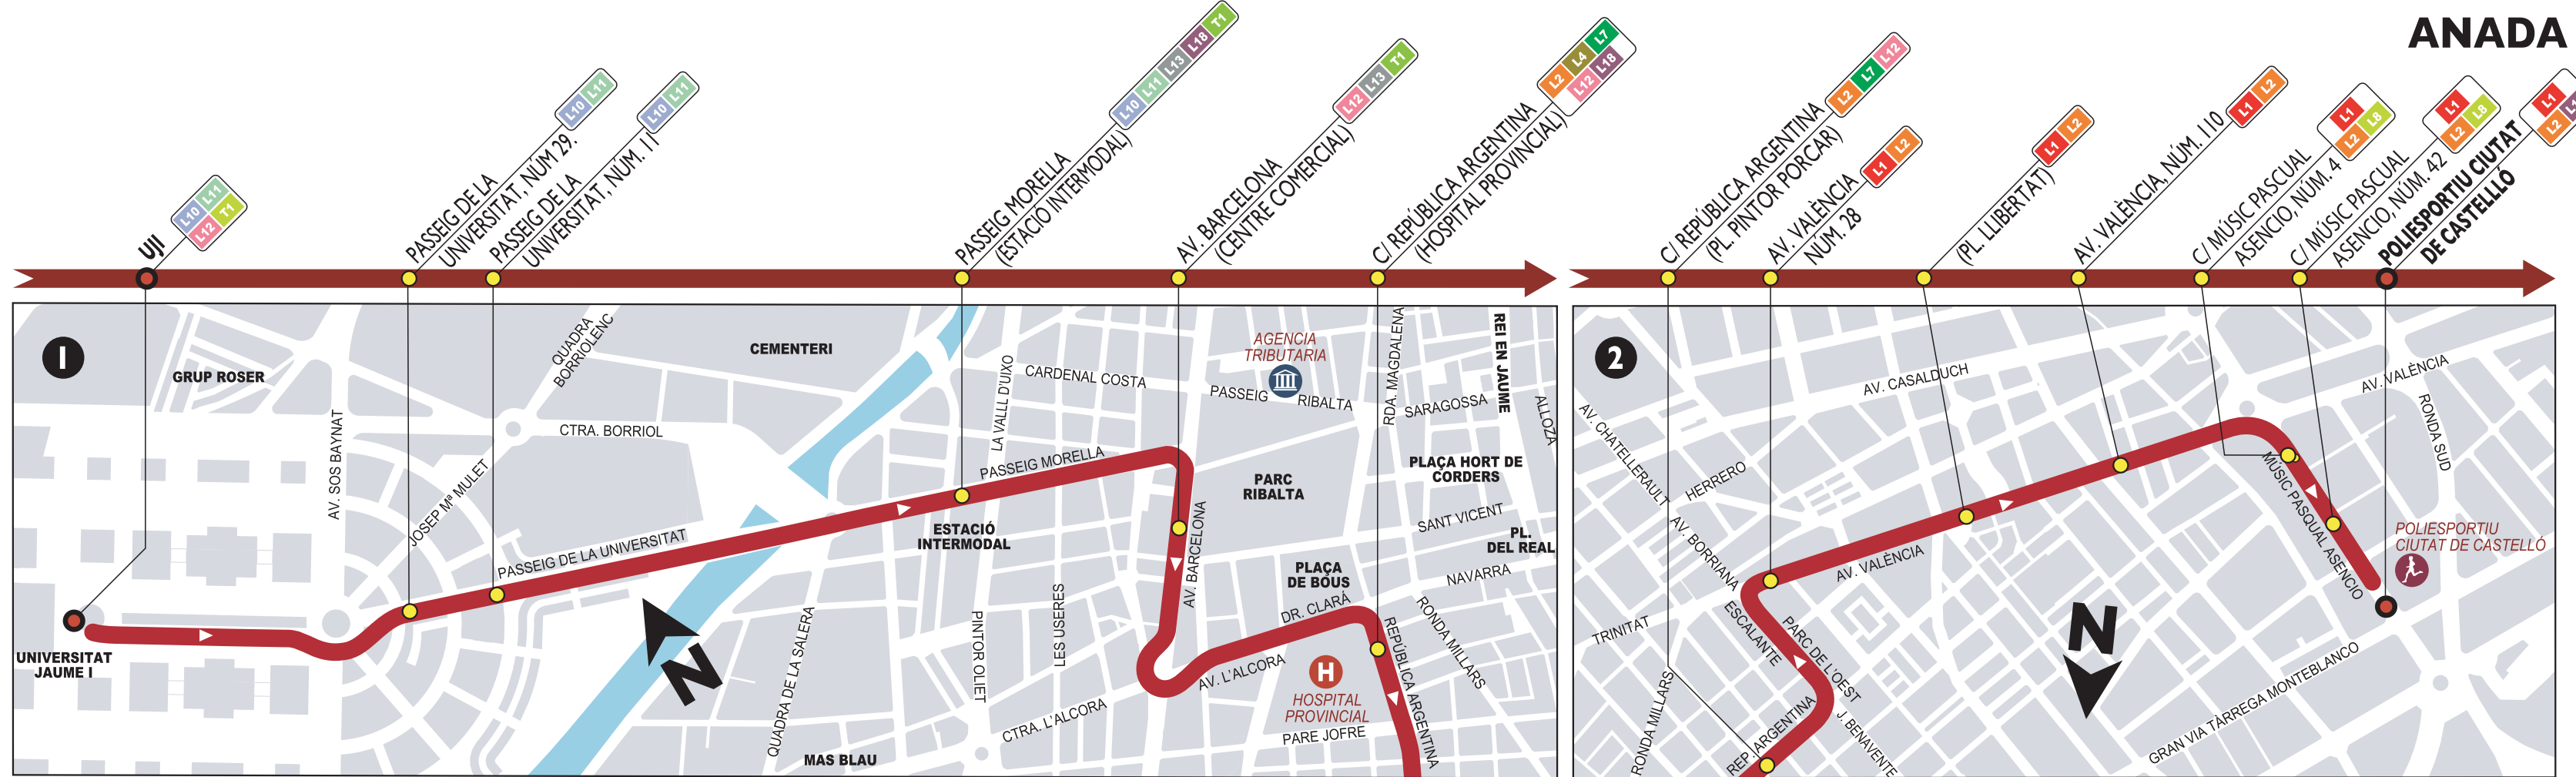 ANADA
UJI
L10 L11
L12 T1
PASSEIG DE LA
UNIVERSITAT, NÚM 29.
L10 L11
PASSEIG DE LA
UNIVERSITAT, NÚM. 11
L10 L11
PASSEIG MORELLA
(ESTACIÓ INTERMODAL)
L10 L11 L13 L18 T1
AV. BARCELONA
(CENTRE COMERCIAL)
L12 L13 T1
C/ REPÚBLICA ARGENTINA
(HOSPITAL PROVINCIAL)
L2 L4 L7
L12 L18
C/ REPÚBLICA ARGENTINA
(PL. PINTOR PORCAR)
L2 L7 L12
AV. VALÈNCIA
NÚM. 28
L1 L2
(PL. LLIBERTAT)
L1 L2
AV. VALÈNCIA, NÚM. 110
L1 L2
C/ MÚSIC PASCUAL
ASENCIO, NÚM. 4
L1
L2 L8
C/ MÚSIC PASCUAL
ASENCIO, NÚM. 42
L1
L2 L8
POLIESPORTIU CIUTAT
DE CASTELLÓ
L1
L2
1
GRUP ROSER
QUADRA
BORRIOLENC
CEMENTERI
AV. SOS BAYNAT
CTRA. BORRIOL
JOSEP Mª MULET
PASSEIG DE LA UNIVERSITAT
UNIVERSITAT
JAUME I
N
QUADRA DE LA SALERA
MAS BLAU
LA VALLL D'UIXO
CARDENAL COSTA
PASSEIG MORELLA
ESTACIÓ
INTERMODAL
PINTOR OLIET
LES USERES
CTRA. L'ALCORA
AV. BARCELONA
AV. L'ALCORA
AGENCIA
TRIBUTARIA
PASSEIG RIBALTA
RDA. MAGDALENA
SARAGOSSA
REI EN JAUME
ALLOZA
PARC
RIBALTA
PLAÇA HORT DE
CORDERS
SANT VICENT
PL.
DEL REAL
PLAÇA
DE BOUS
NAVARRA
DR. CLARÁ
RONDA MILLARS
H
HOSPITAL
PROVINCIAL
PARE JOFRE
REPÚBLICA ARGENTINA
2
AV. CASALDUCH
AV. VALÈNCIA
AV. CHATELLERAULT
HERRERO
RONDA SUD
AV. BORRIANA
AV. VALÈNCIA
MÚSIC PASQUAL ASENCIO
POLIESPORTIU
CIUTAT DE CASTELLÓ
TRINITAT
ESCALANTE
PARC DE L'OEST
N
RONDA MILLARS
REP. ARGENTINA
J. BENAVENTE
GRAN VIA TÀRREGA MONTEBLANCO